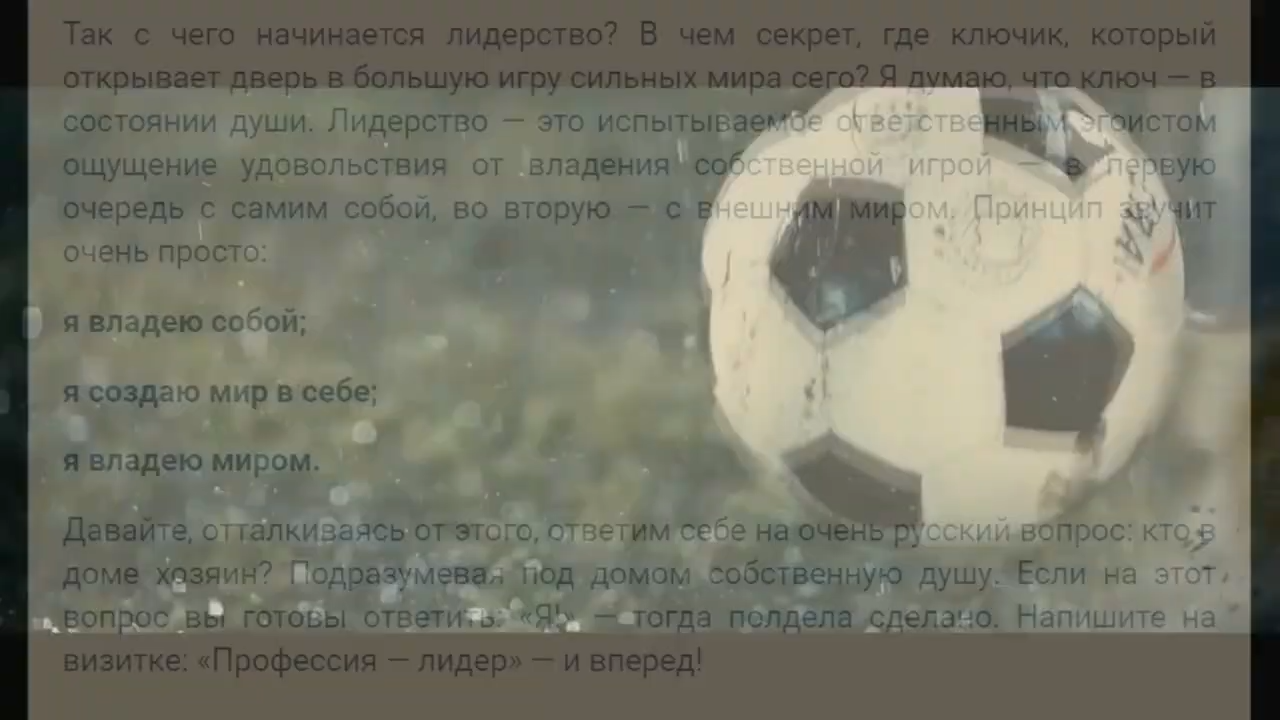 Так с чего начинается лидерство? В чем секрет, где ключик, который
открывает дверь в большую игру сильных мира сего? Я думаю, что ключ — в
состоянии души. Лидерство — это испытываемое ответственным эгоистом
ощущение удовольствия от владения собственной игрой — в первую
очередь с самим собой, во вторую — с внешним миром. Принцип звучит
очень просто:
я владею собой;
я создаю мир в себе;
я владею миром.
Давайте, отталкиваясь от этого, ответим себе на очень русский вопрос: кто в
доме хозяин? Подразумевая под домом собственную душу. Если на этот
вопрос вы готовы ответить: «Я!» — тогда полдела сделано. Напишите на
визитке: «Профессия — лидер» — и вперед!